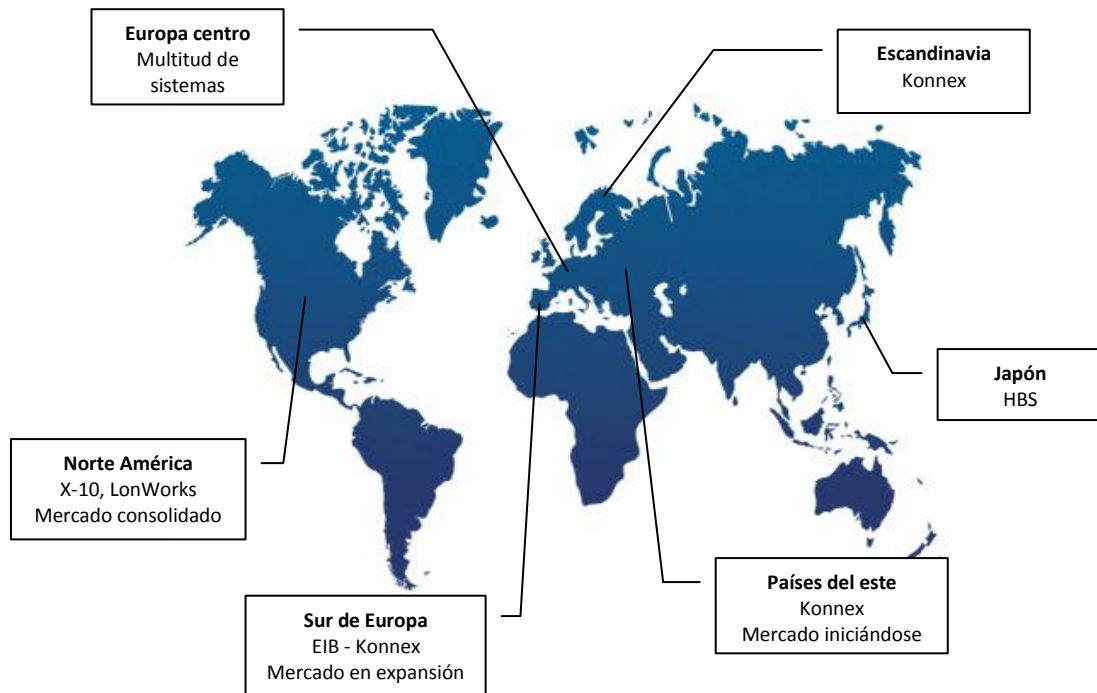 Europa centro
Multitud de
sistemas
Escandinavia
Konnex
Japón
HBS
Norte América
X-10, LonWorks
Mercado consolidado
Países del este
Konnex
Mercado iniciándose
Sur de Europa
EIB - Konnex
Mercado en expansión